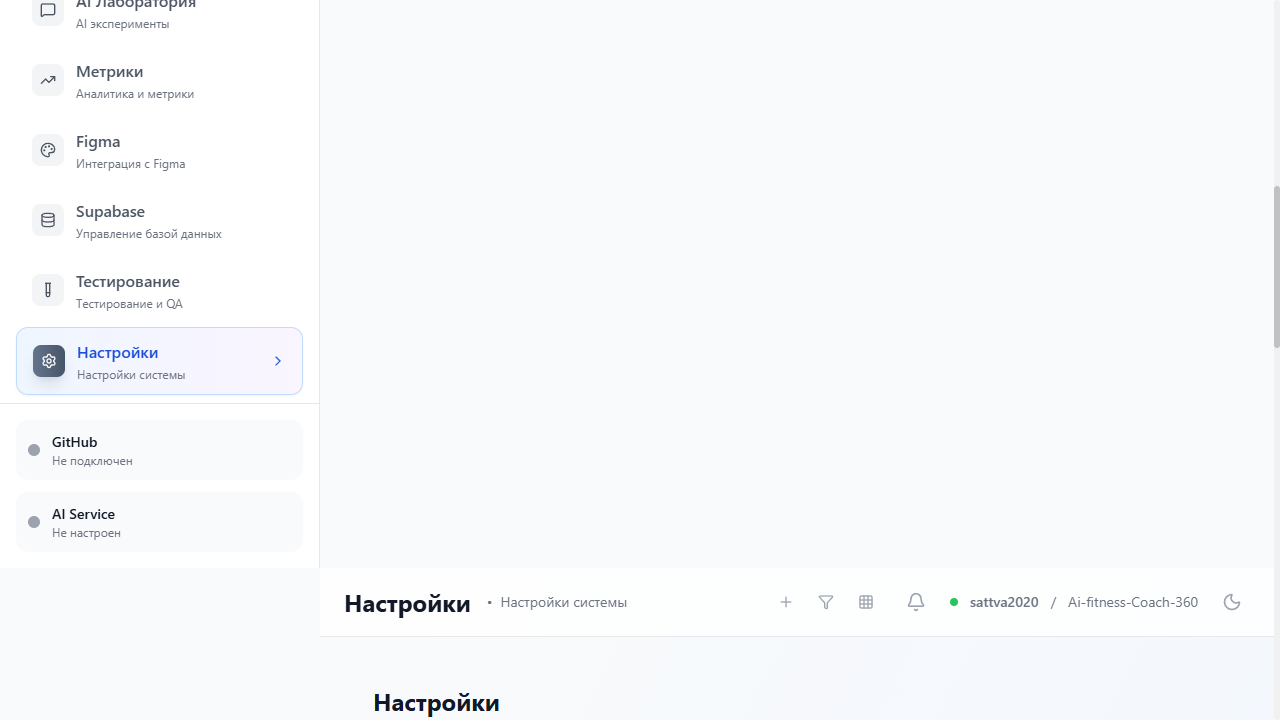 AI Лаборатория
AI эксперименты
Метрики
Аналитика и метрики
Figma
Интеграция с Figma
Supabase
Управление базой данных
Тестирование
Тестирование и QA
Настройки
Настройки системы
GitHub
Не подключен
AI Service
Не настроен
Настройки • Настройки системы
sattva2020 / Ai-fitness-Coach-360
Настройки